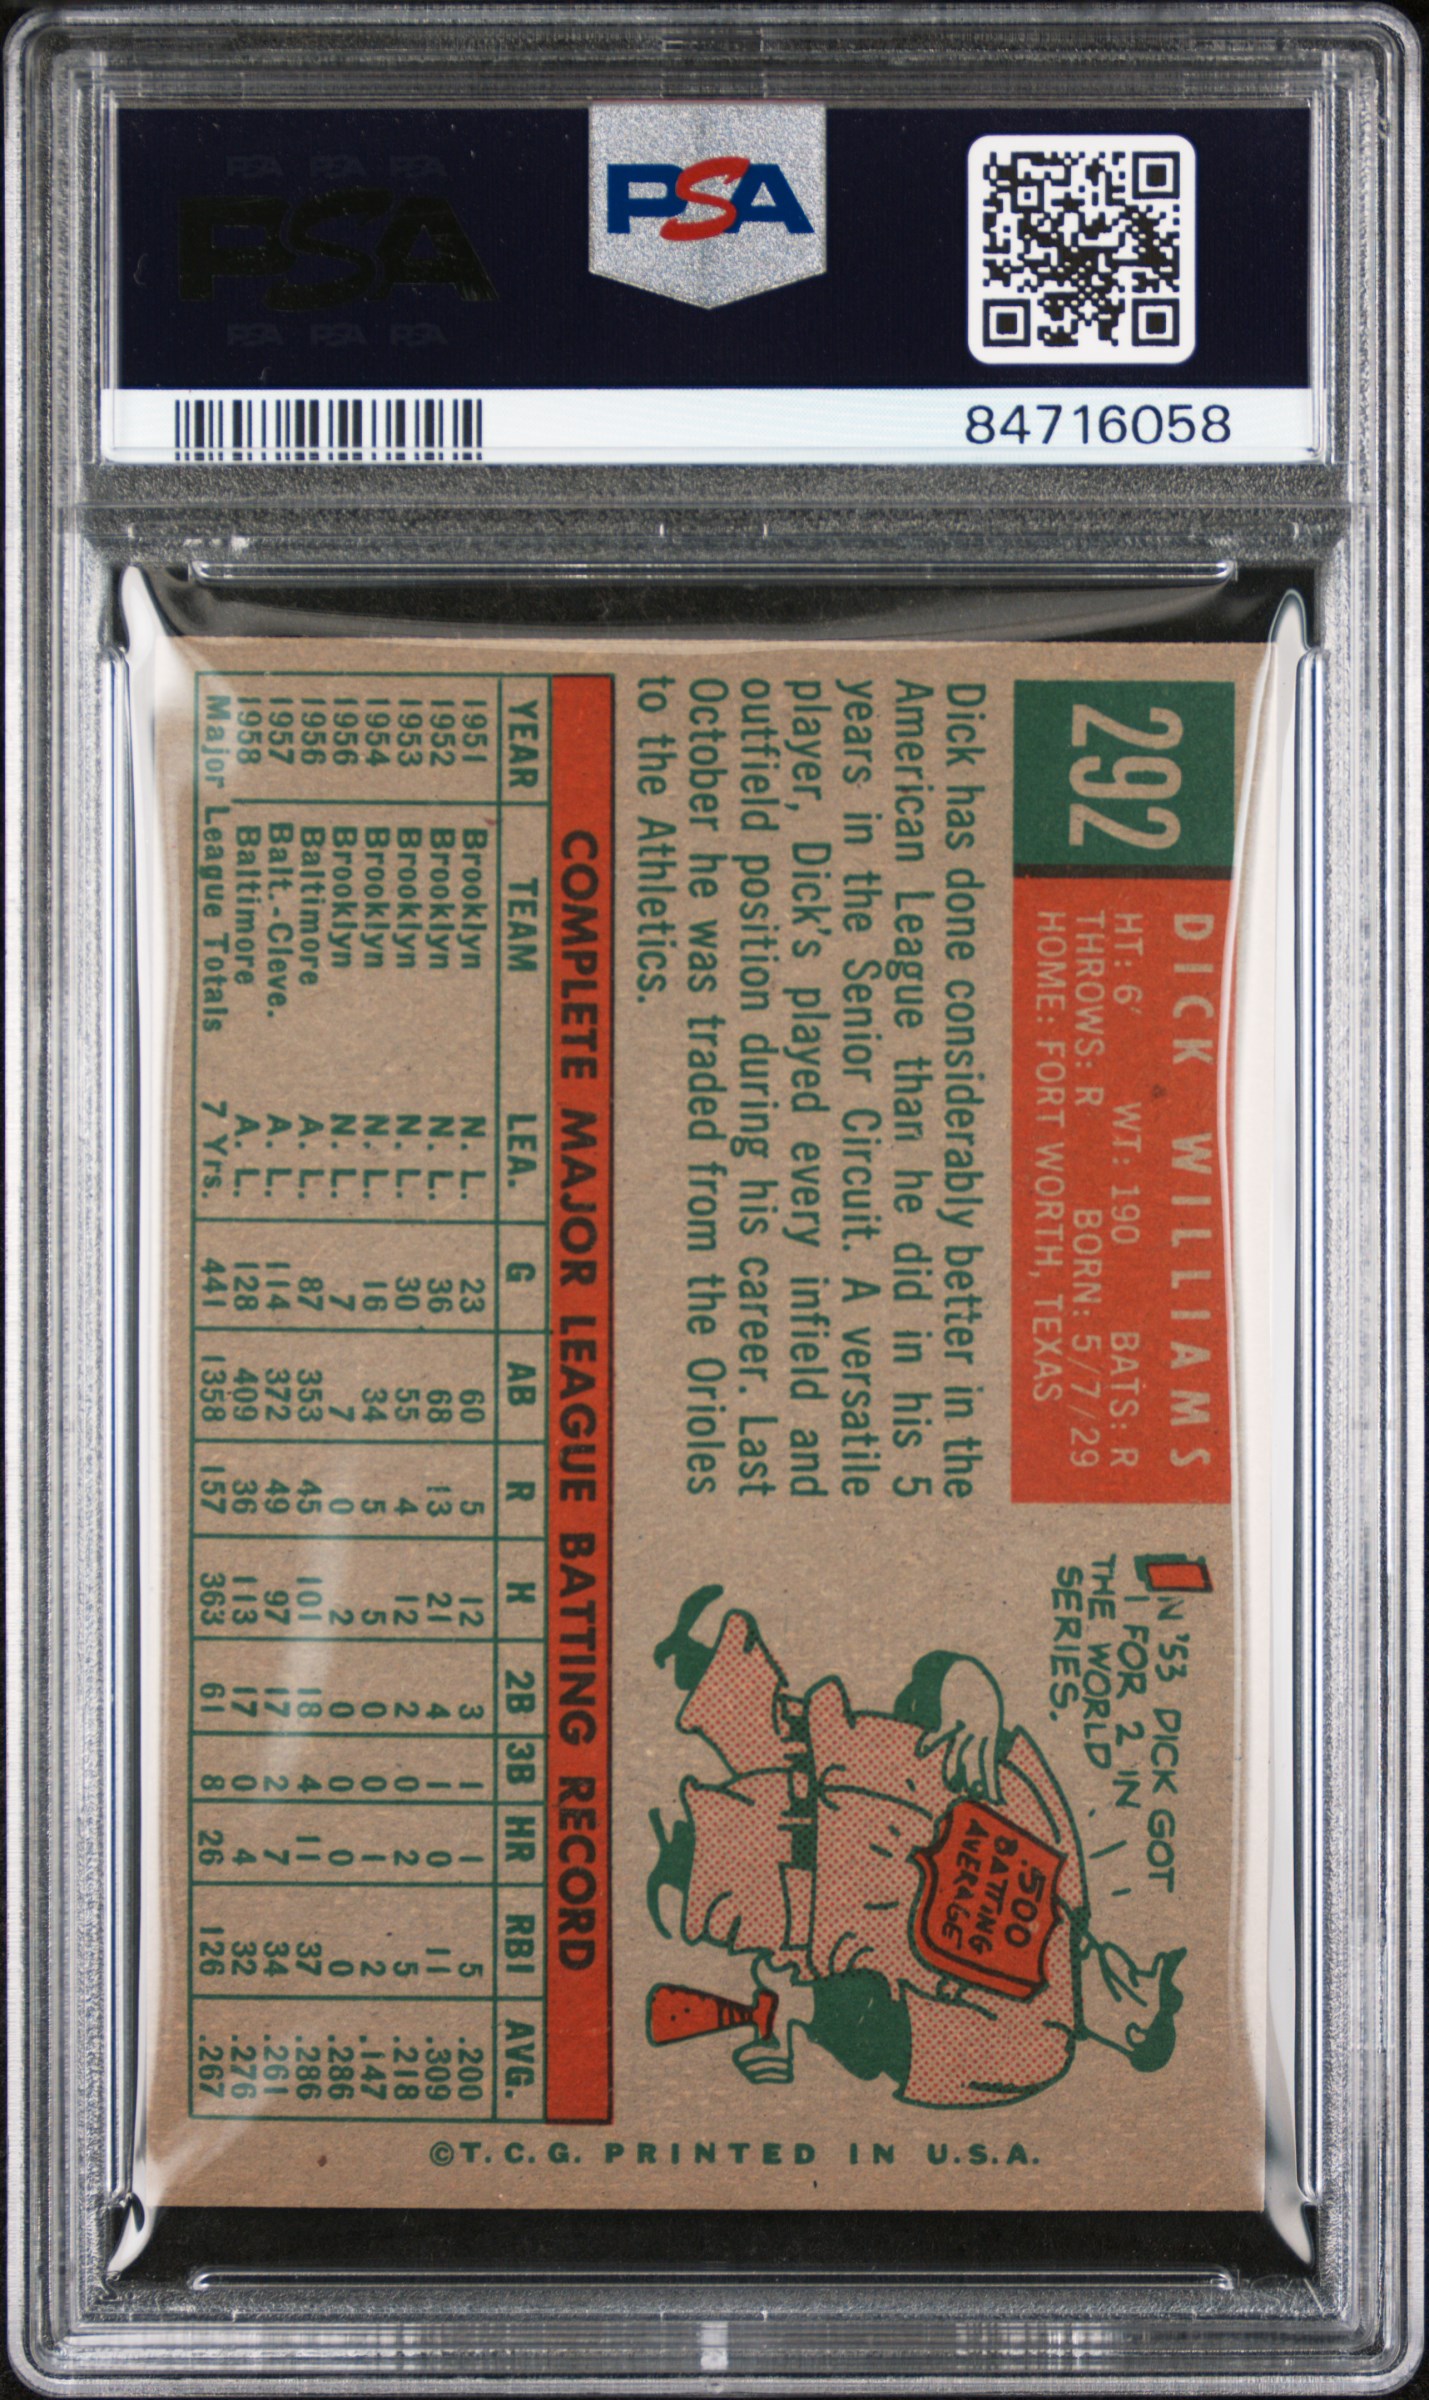 PSA PSA PSA
PSA
PSA PSA PSA
PSA
84716058
292
DICK WILLIAMS
HT: 6' WT: 190 BATS: R
THROWS: R BORN: 5/7/29
HOME: FORT WORTH, TEXAS
Dick has done considerably better in the
American League than he did in his 5
years in the Senior Circuit. A versatile
player, Dick's played every infield and
outfield position during his career. Last
October he was traded from the Orioles
to the Athletics.
IN '53 DICK GOT
1 FOR 2 IN
THE WORLD
SERIES.
.500
BATTING
AVERAGE
COMPLETE MAJOR LEAGUE BATTING RECORD
YEAR TEAM LEA. G AB R H 2B 3B HR RBI AVG.
1951 Brooklyn N. L. 23 60 5 12 3 1 1 5 .200
1952 Brooklyn N. L. 36 68 13 21 4 1 0 11 .309
1953 Brooklyn N. L. 30 55 4 12 2 0 2 5 .218
1954 Brooklyn N. L. 16 34 5 5 0 0 1 2 .147
1956 Brooklyn N. L. 7 7 0 2 0 0 0 0 .286
1956 Baltimore A. L. 87 353 45 101 18 4 11 37 .286
1957 Balt.-Cleve. A. L. 114 372 49 97 17 2 7 34 .261
1958 Baltimore A. L. 128 409 36 113 17 0 4 32 .276
Major League Totals 7 Yrs. 441 1358 157 363 61 8 26 126 .267
©T.C.G. PRINTED IN U.S.A.